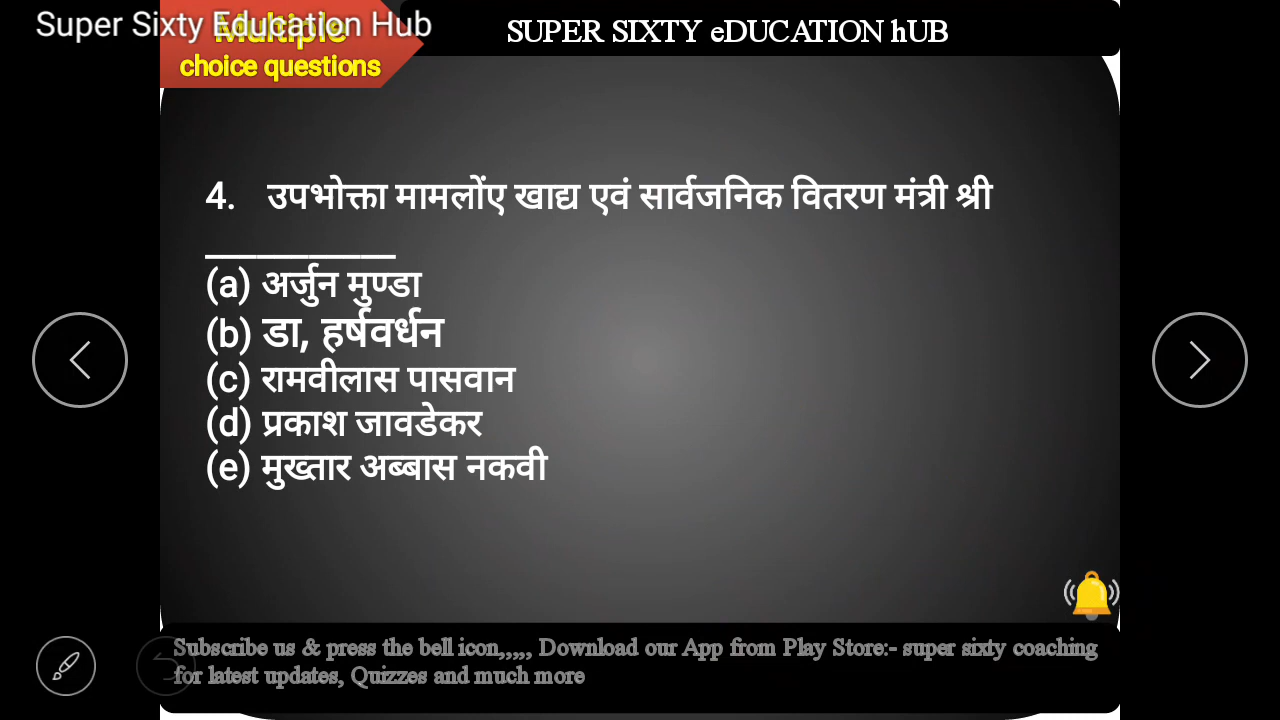 Super Sixty Education Hub
Multiple
choice questions
SUPER SIXTY eDUCATION hUB
4. उपभोक्ता मामलोंए खाद्य एवं सार्वजनिक वितरण मंत्री श्री
___________
(a) अर्जुन मुण्डा
(b) डा, हर्षवर्धन
(c) रामवीलास पासवान
(d) प्रकाश जावडेकर
(e) मुख्तार अब्बास नकवी
Subscribe us & press the bell icon,,,,, Download our App from Play Store:- super sixty coaching
for latest updates, Quizzes and much more